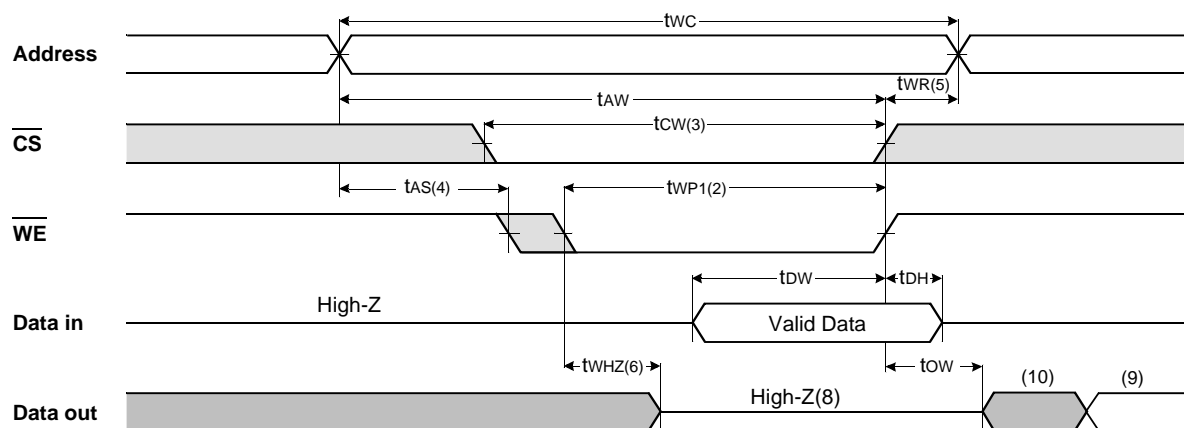 tWC
Address
tWR(5)
tAW
tCW(3)
CS
tAS(4)
tWP1(2)
WE
tDW
tDH
High-Z
Data in
Valid Data
tWHZ(6)
tOW
High-Z(8)
(10)
(9)
Data out